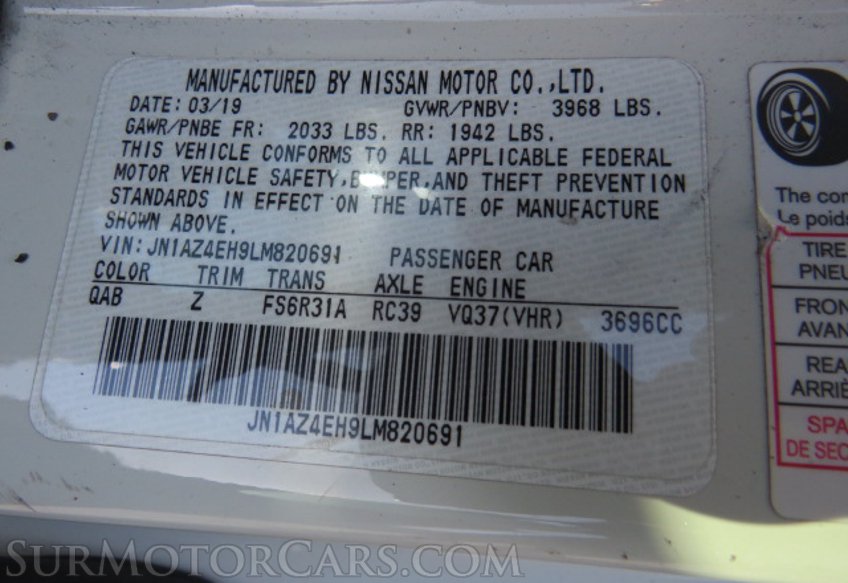 MANUFACTURED BY NISSAN MOTOR CO.,LTD.
DATE: 03/19 GVWR/PNBV: 3968 LBS.
GAWR/PNBE FR: 2033 LBS. RR: 1942 LBS.
THIS VEHICLE CONFORMS TO ALL APPLICABLE FEDERAL
MOTOR VEHICLE SAFETY,BUMPER,AND THEFT PREVENTION
STANDARDS IN EFFECT ON THE DATE OF MANUFACTURE
SHOWN ABOVE.
VIN:JN1AZ4EH9LM820691 PASSENGER CAR
COLOR TRIM TRANS AXLE ENGINE
QAB Z FS6R31A RC39 VQ37(VHR) 3696CC
JN1AZ4EH9LM820691
The com
Le poids
TIRE
PNEU
FRON
AVAN
REA
ARRIÈ
SPA
DE SEC
SurMotorCars.com